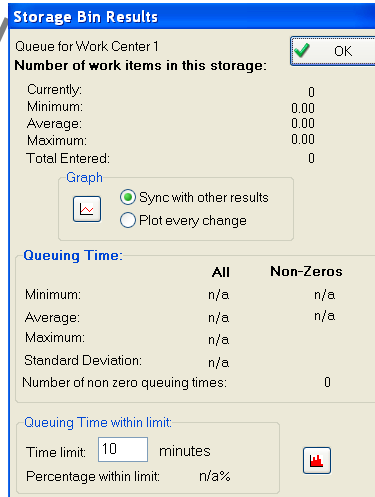 Storage Bin Results
Queue for Work Center 1
OK
Number of work items in this storage:
Currently: 0
Minimum: 0.00
Average: 0.00
Maximum: 0.00
Total Entered: 0
Graph
Sync with other results
Plot every change
Queuing Time:
All Non-Zeros
Minimum: n/a n/a
Average: n/a n/a
Maximum: n/a
Standard Deviation: n/a
Number of non zero queuing times: 0
Queuing Time within limit:
Time limit: 10 minutes
Percentage within limit: n/a%